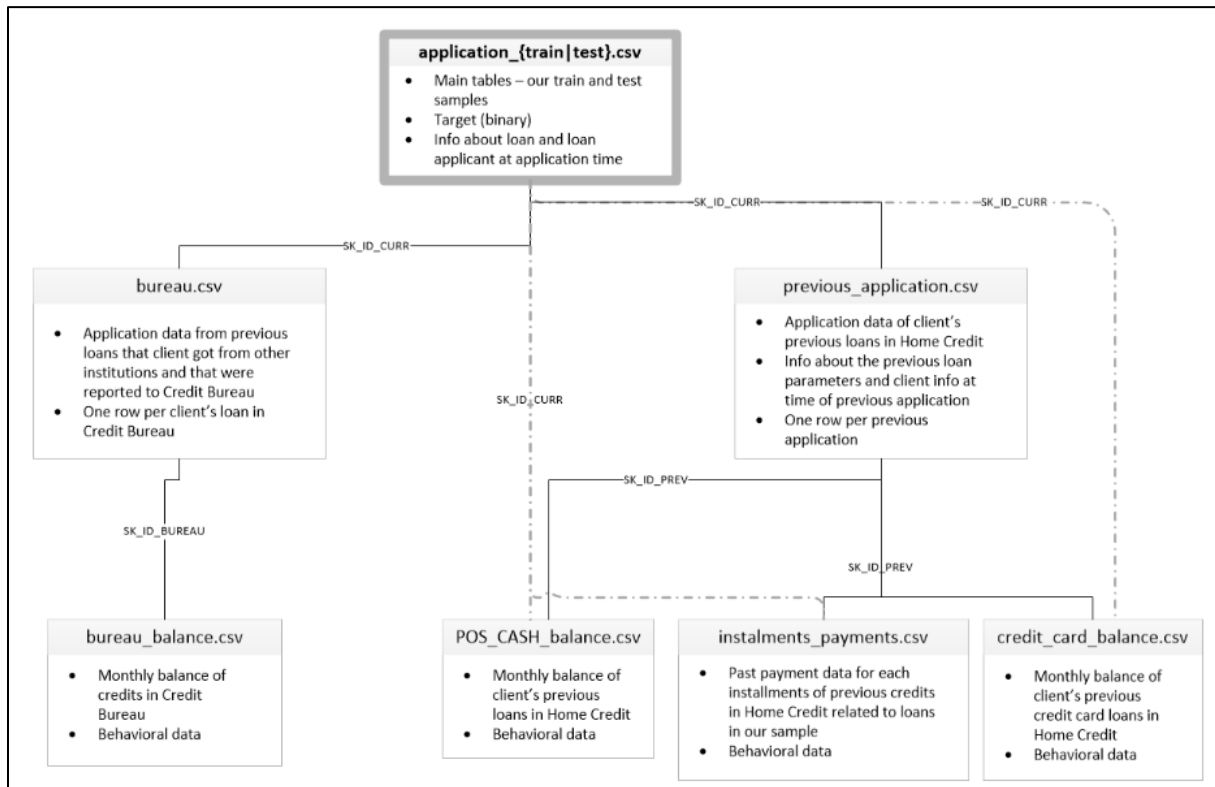 application_{train|test}.csv
• Main tables – our train and test
samples
• Target (binary)
• Info about loan and loan
applicant at application time
SK_ID_CURR
SK_ID_CURR
SK_ID_CURR
bureau.csv
• Application data from previous
loans that client got from other
institutions and that were
reported to Credit Bureau
• One row per client's loan in
Credit Bureau
SK_ID_CURR
previous_application.csv
• Application data of client's
previous loans in Home Credit
• Info about the previous loan
parameters and client info at
time of previous application
• One row per previous
application
SK_ID_PREV
SK_ID_BUREAU
SK_ID_PREV
bureau_balance.csv
• Monthly balance of
credits in Credit
Bureau
• Behavioral data
POS_CASH_balance.csv
• Monthly balance of
client's previous
loans in Home Credit
• Behavioral data
instalments_payments.csv
• Past payment data for each
installments of previous credits
in Home Credit related to loans
in our sample
• Behavioral data
credit_card_balance.csv
• Monthly balance of
client's previous
credit card loans in
Home Credit
• Behavioral data